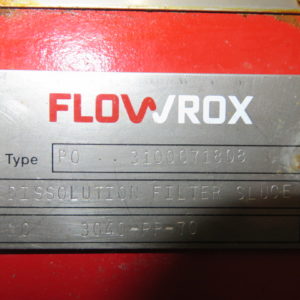 FLOWROX
Type PO 3100071808
DISSOLUTION FILTER SLUDGE
3040-PP-70